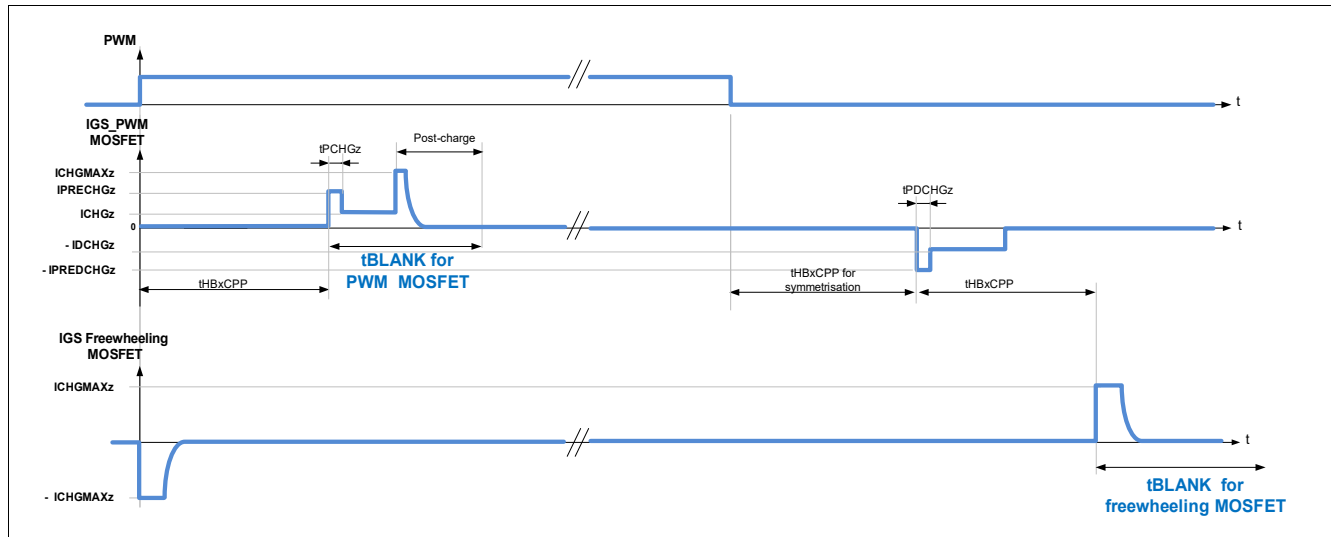 PWM
t
IGS_PWM
MOSFET
Post-charge
tPCHGz
ICHGMAXz
IPRECHGz
tPDCHGz
ICHGz
0
t
- IDCHGz
tBLANK for
PWM MOSFET
- IPREDCHGz
tHBxCPP
tHBxCPP for
symmetrisation
tHBxCPP
IGS Freewheeling
MOSFET
ICHGMAXz
t
- ICHGMAXz
tBLANK for
freewheeling MOSFET